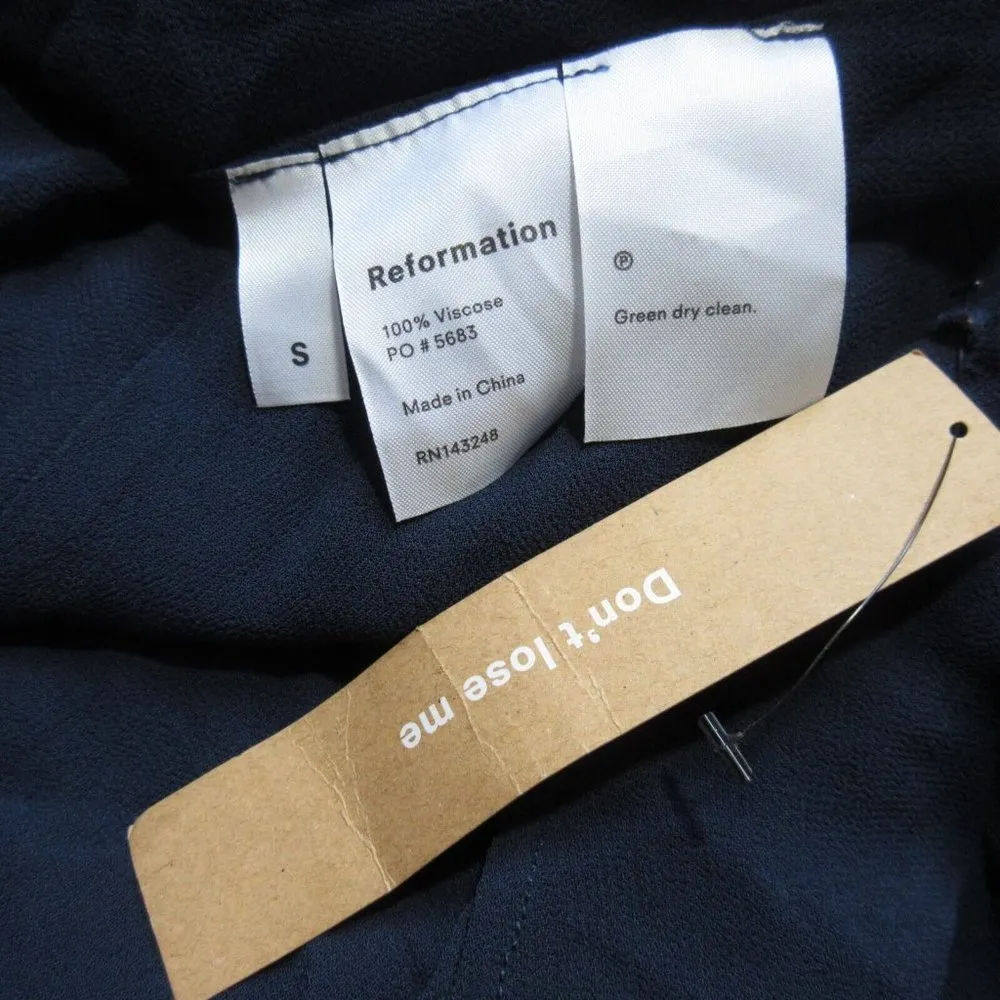 S
Reformation
100% Viscose
PO # 5683
Made in China
RN143248
Ⓟ
Green dry clean.
Don't lose me